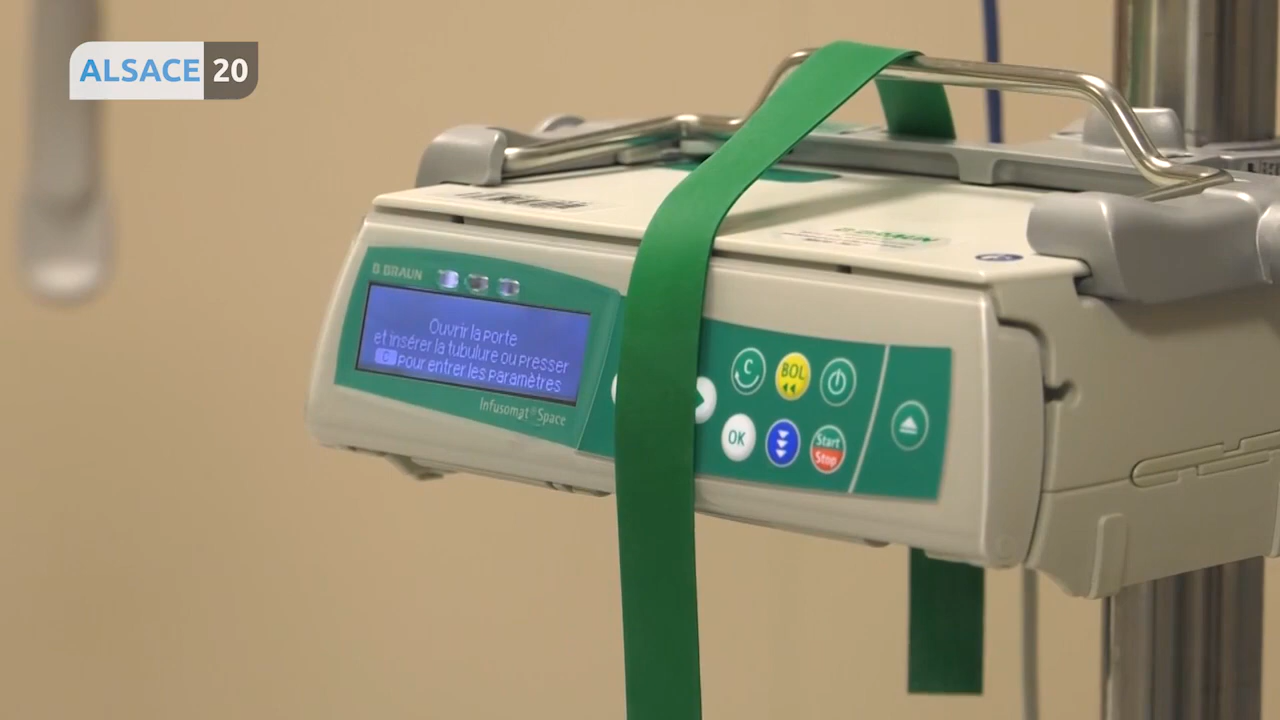 ALSACE 20
B BRAUN
Ouvrir la porte
et insérer la tubulure ou presser
C pour entrer les paramètres
Infusomat® Space
C
BOL
OK
Start
Stop